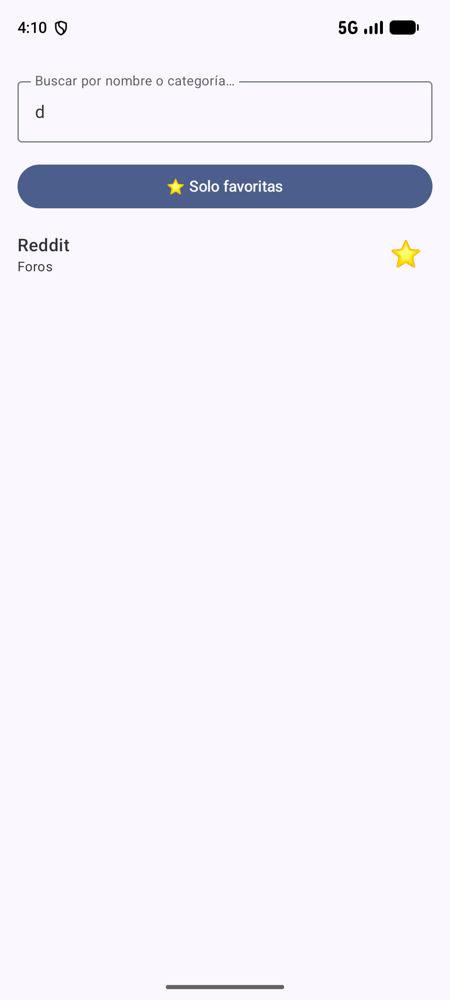 4:10 5G
Buscar por nombre o categoría...
d
⭐ Solo favoritas
Reddit
Foros